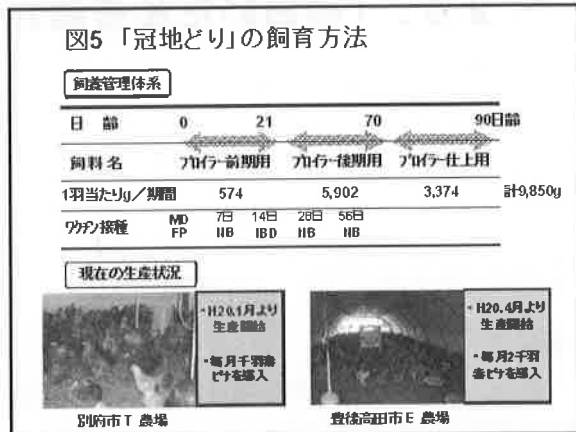 図5 「冠地どり」の飼育方法
飼養管理体系
日 齢 0 21 70 90日齢
飼料名 ブロイラー前期用 ブロイラー後期用 ブロイラー仕上用
1羽当たりg/期間 574 5,902 3,374 計9,850g
ワクチン接種 MD 7日 14日 28日 56日
FP NB IBD NB NB
現在の生産状況
・H20.1月より
生産開始
・毎月千羽
ヒナを導入
・H20.4月より
生産開始
・毎月2千羽
ヒナを導入
別府市T 農場
豊後高田市E 農場